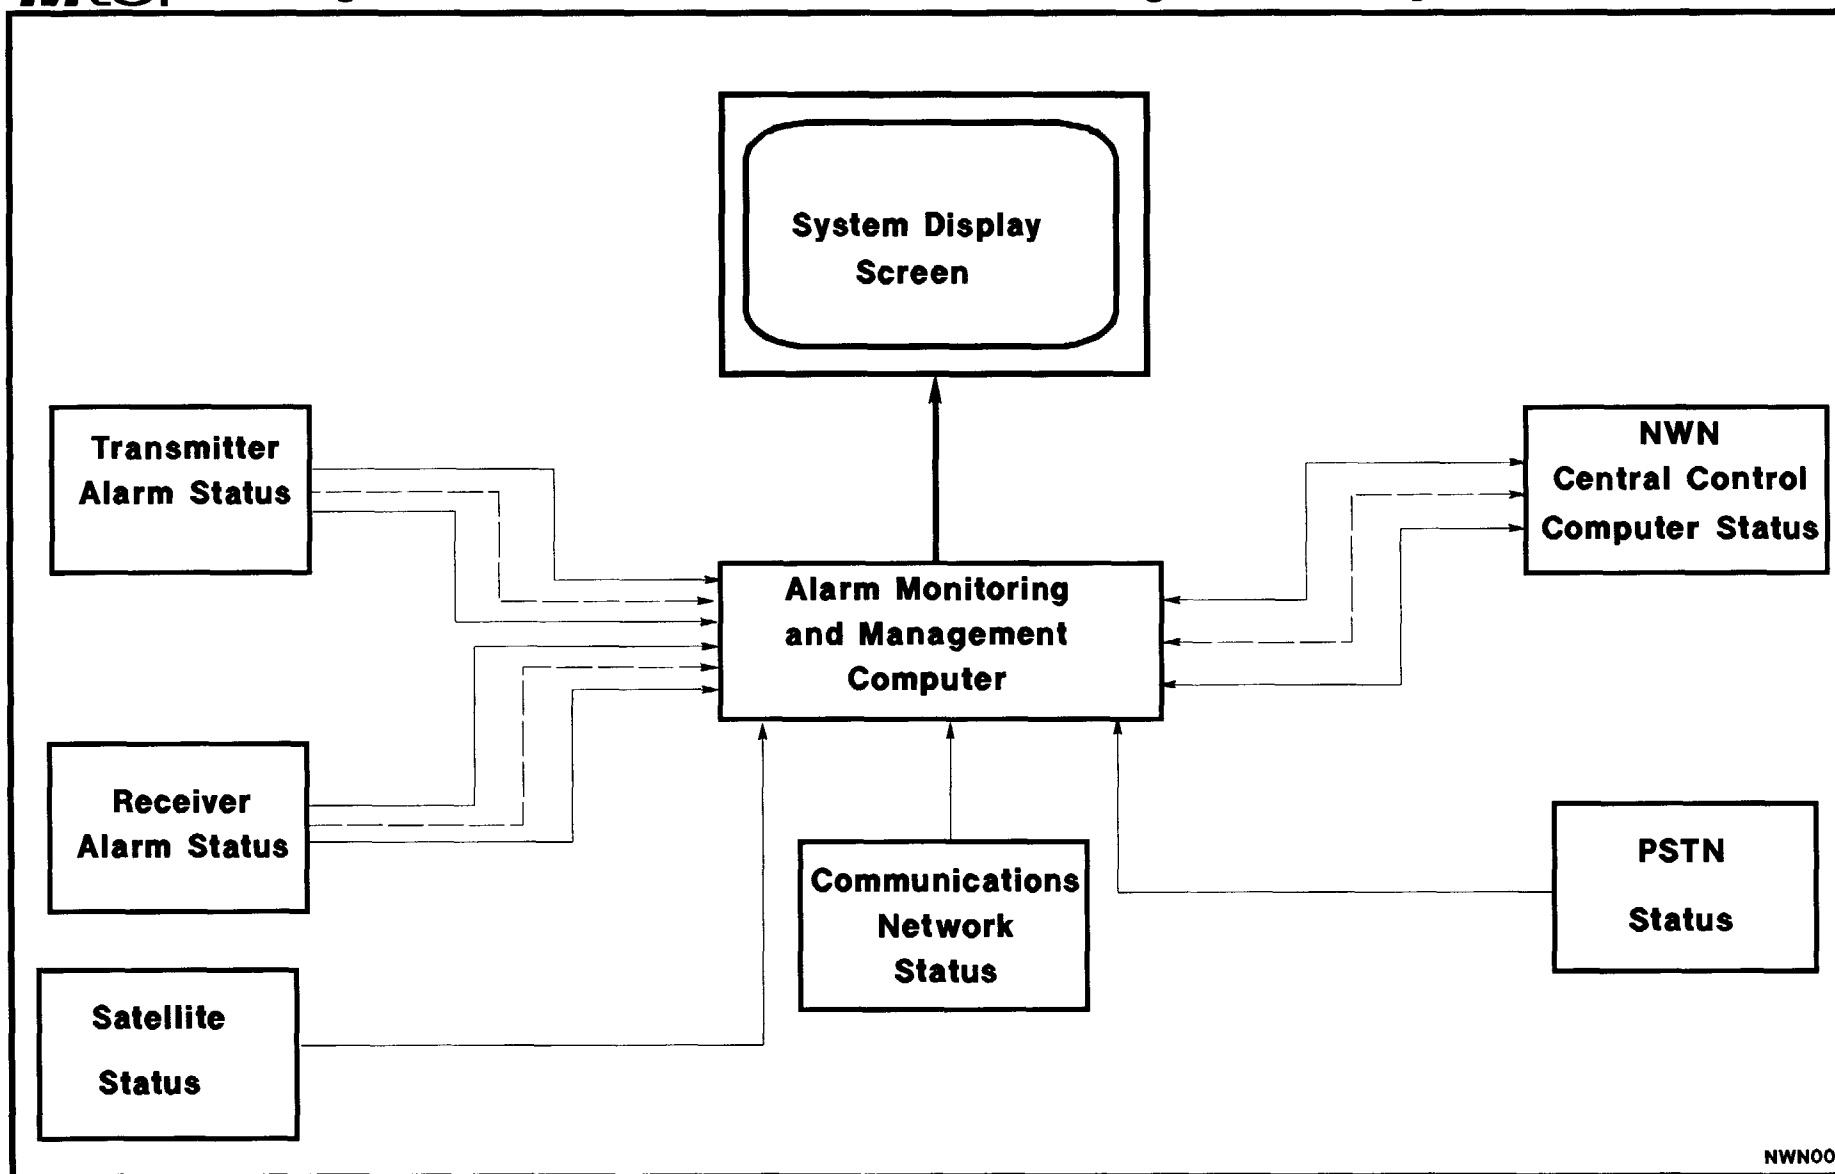 System Display
Screen
Transmitter
Alarm Status
NWN
Central Control
Computer Status
Alarm Monitoring
and Management
Computer
Receiver
Alarm Status
Communications
Network
Status
PSTN
Status
Satellite
Status
NWN00